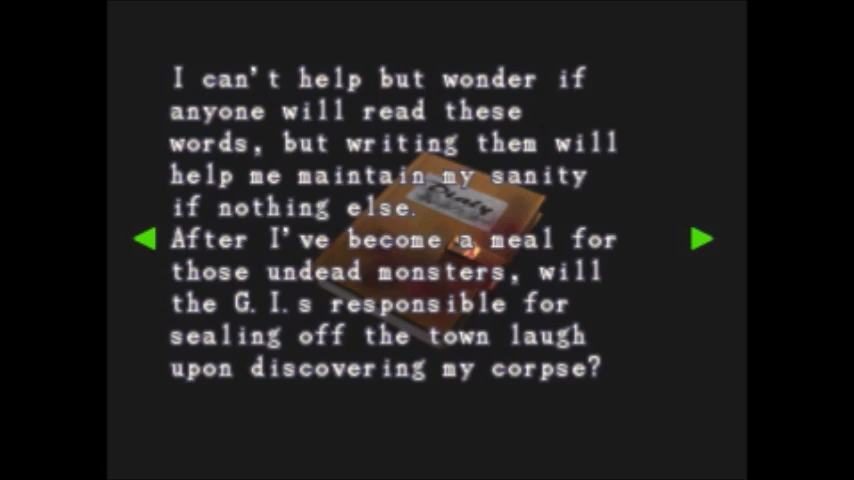 I can't help but wonder if
anyone will read these
words, but writing them will
help me maintain my sanity
if nothing else.
After I've become a meal for
those undead monsters, will
the G.I.s responsible for
sealing off the town laugh
upon discovering my corpse?
Diary